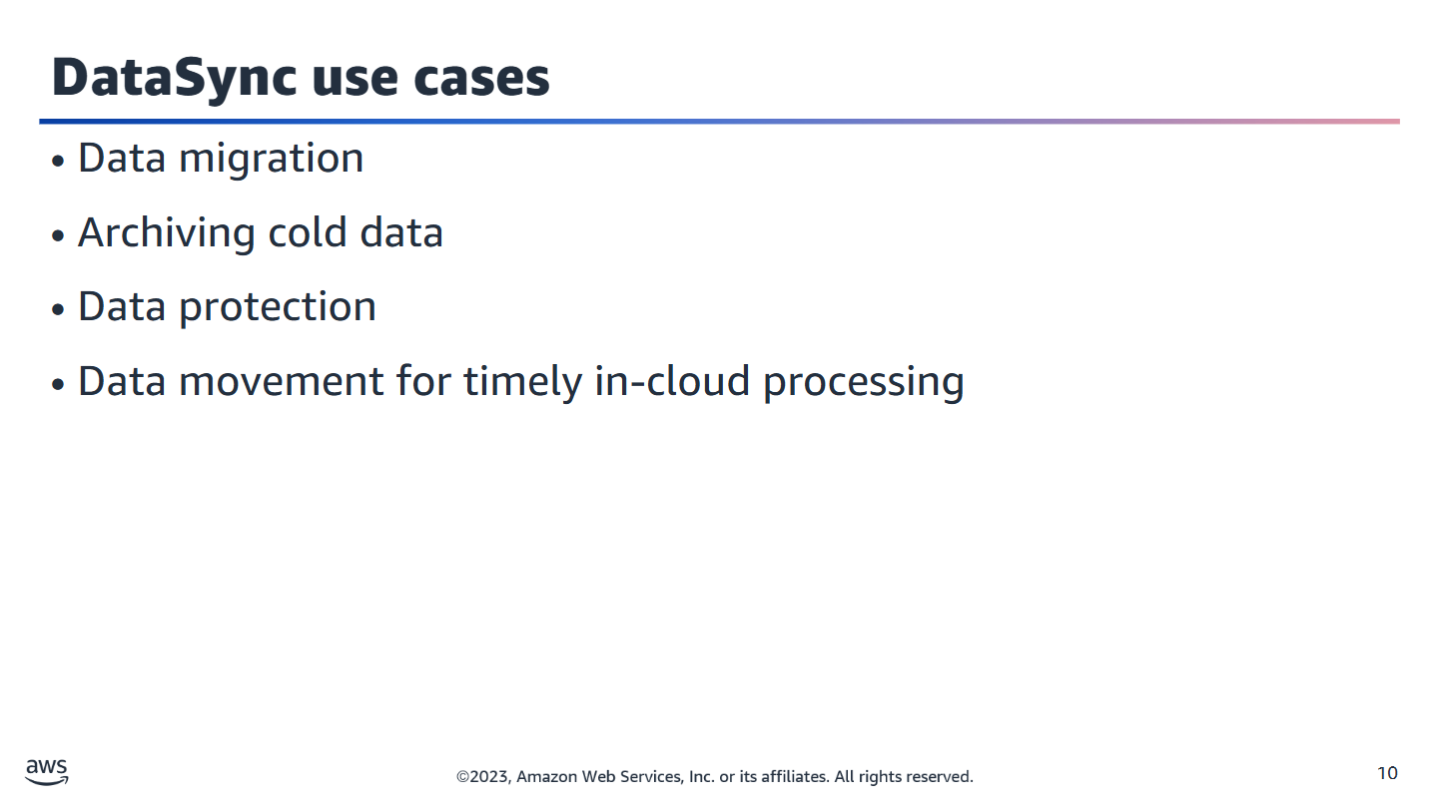 DataSync use cases
• Data migration
• Archiving cold data
• Data protection
• Data movement for timely in-cloud processing
aws
©2023, Amazon Web Services, Inc. or its affiliates. All rights reserved.
10